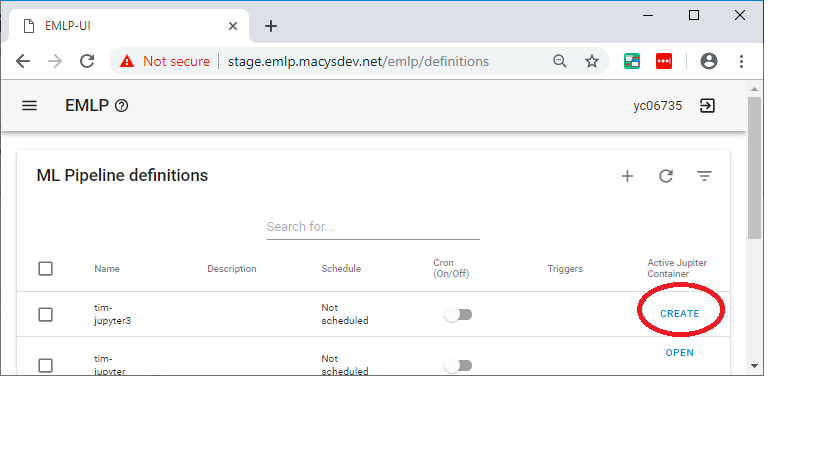 EMLP-UI
Not secure | stage.emlp.macysdev.net/emlp/definitions
EMLP
yc06735
ML Pipeline definitions
Search for...
Name Description Schedule Cron (On/Off) Triggers Active Jupiter Container
tim-jupyter3 Not scheduled CREATE
tim-jupyter Not scheduled OPEN